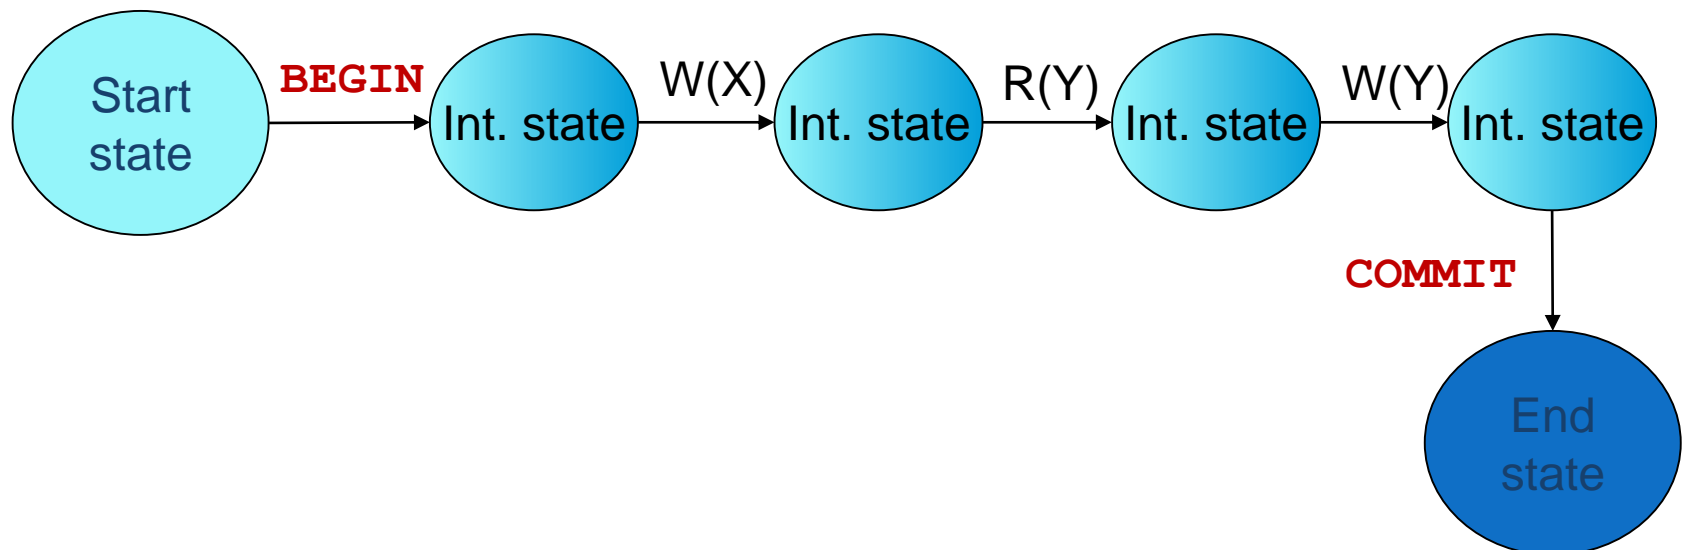 Start
state
BEGIN
Int. state
W(X)
Int. state
R(Y)
Int. state
W(Y)
Int. state
COMMIT
End
state